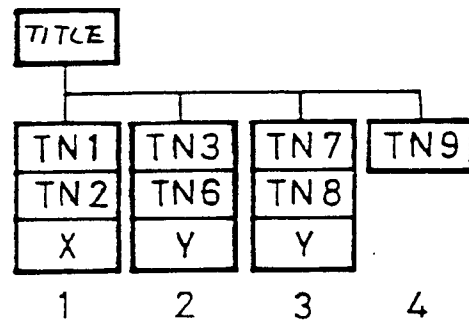 TITLE
TN1 TN3 TN7 TN9
TN2 TN6 TN8
X Y Y
1 2 3 4